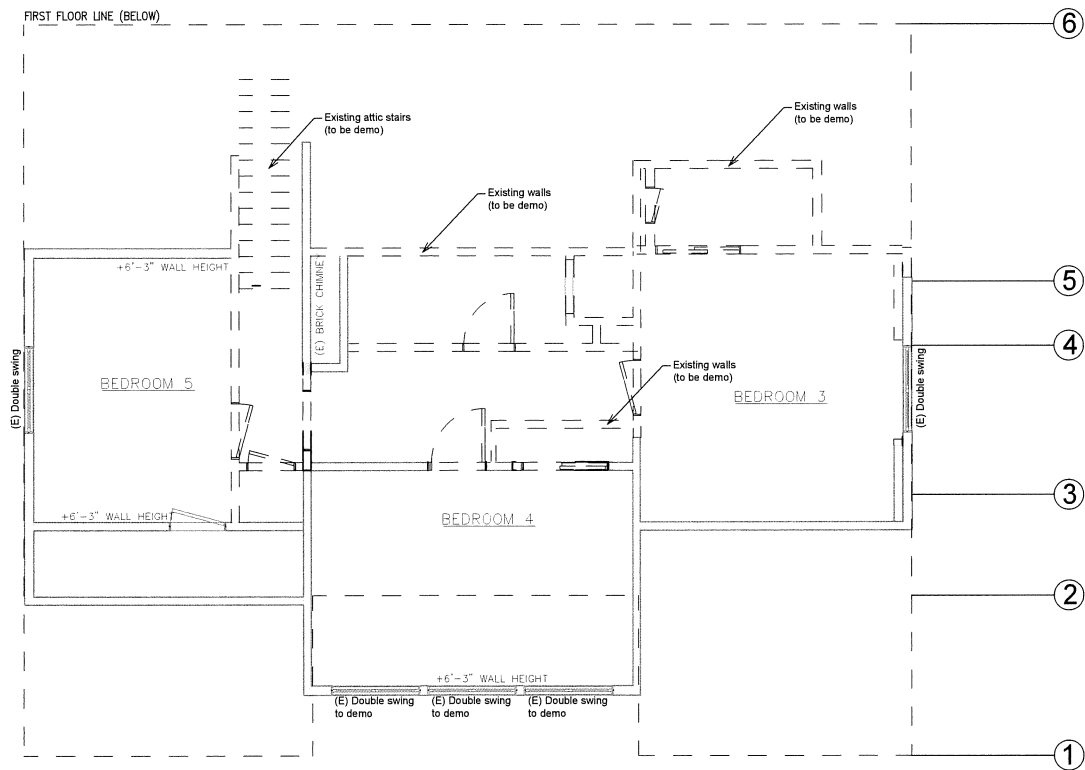 FIRST FLOOR LINE (BELOW)
6
Existing attic stairs
(to be demo)
Existing walls
(to be demo)
Existing walls
(to be demo)
+6'-3" WALL HEIGHT
(E) BRICK CHIMNEY
5
4
(E) Double swing
BEDROOM 5
Existing walls
(to be demo)
BEDROOM 3
(E) Double swing
3
+6'-3" WALL HEIGHT
BEDROOM 4
2
+6'-3" WALL HEIGHT
(E) Double swing
to demo
(E) Double swing
to demo
(E) Double swing
to demo
1